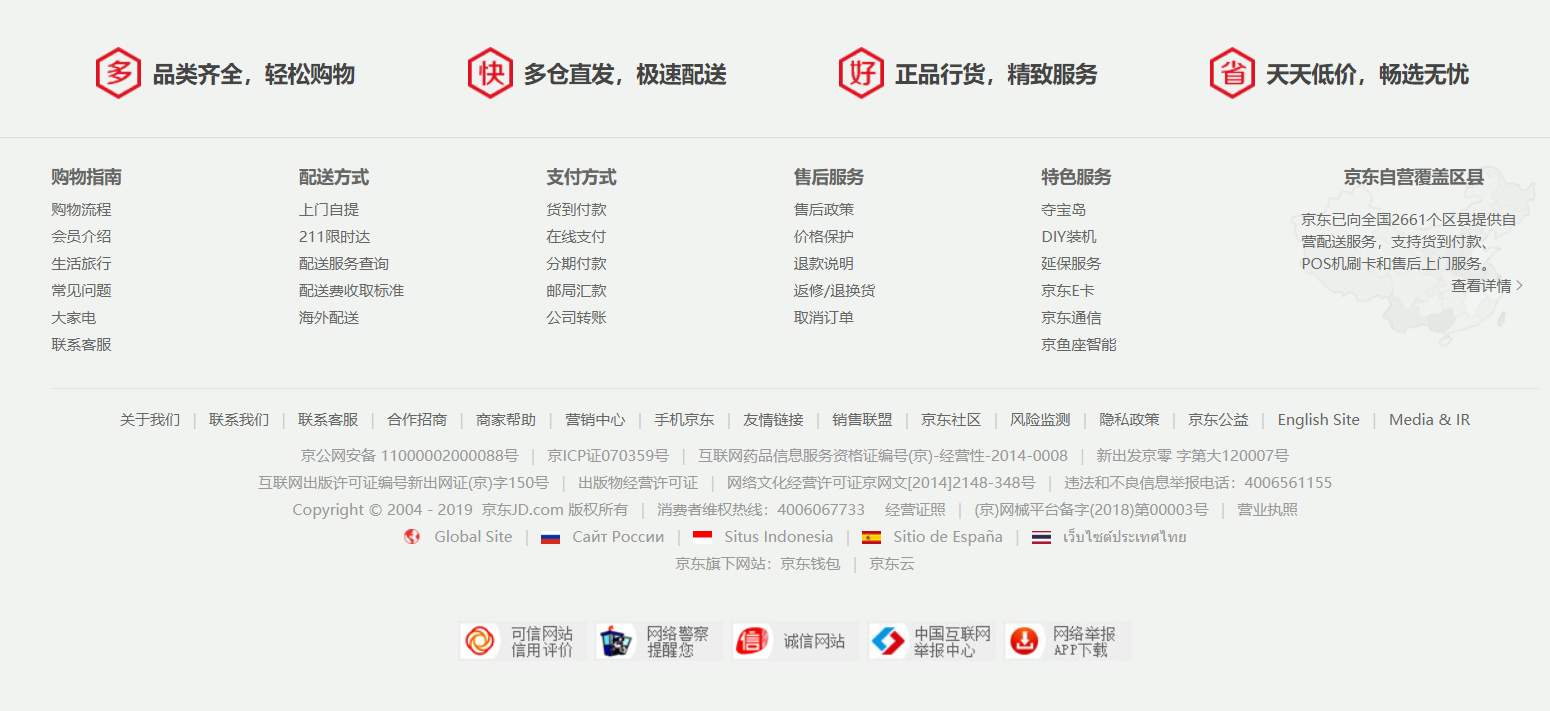 多 品类齐全，轻松购物 快 多仓直发，极速配送 好 正品行货，精致服务 省 天天低价，畅选无忧
购物指南
购物流程
会员介绍
生活旅行
常见问题
大家电
联系客服
配送方式
上门自提
211限时达
配送服务查询
配送费收取标准
海外配送
支付方式
货到付款
在线支付
分期付款
邮局汇款
公司转账
售后服务
售后政策
价格保护
退款说明
返修/退换货
取消订单
特色服务
夺宝岛
DIY装机
延保服务
京东E卡
京东通信
京鱼座智能
京东自营覆盖区县
京东已向全国2661个区县提供自
营配送服务，支持货到付款、
POS机刷卡和售后上门服务。
查看详情 >
关于我们 | 联系我们 | 联系客服 | 合作招商 | 商家帮助 | 营销中心 | 手机京东 | 友情链接 | 销售联盟 | 京东社区 | 风险监测 | 隐私政策 | 京东公益 | English Site | Media & IR
京公网安备 11000002000088号 | 京ICP证070359号 | 互联网药品信息服务资格证编号(京)-经营性-2014-0008 | 新出发京零 字第大120007号
互联网出版许可证编号新出网证(京)字150号 | 出版物经营许可证 | 网络文化经营许可证京网文[2014]2148-348号 | 违法和不良信息举报电话：4006561155
Copyright © 2004 - 2019 京东JD.com 版权所有 | 消费者维权热线：4006067733 经营证照 | (京)网械平台备字(2018)第00003号 | 营业执照
Global Site | Сайт России | Situs Indonesia | Sitio de España | เว็บไซต์ประเทศไทย
京东旗下网站：京东钱包 | 京东云
可信网站
信用评价
网络警察
提醒您
信 诚信网站
中国互联网
举报中心
网络举报
APP下载